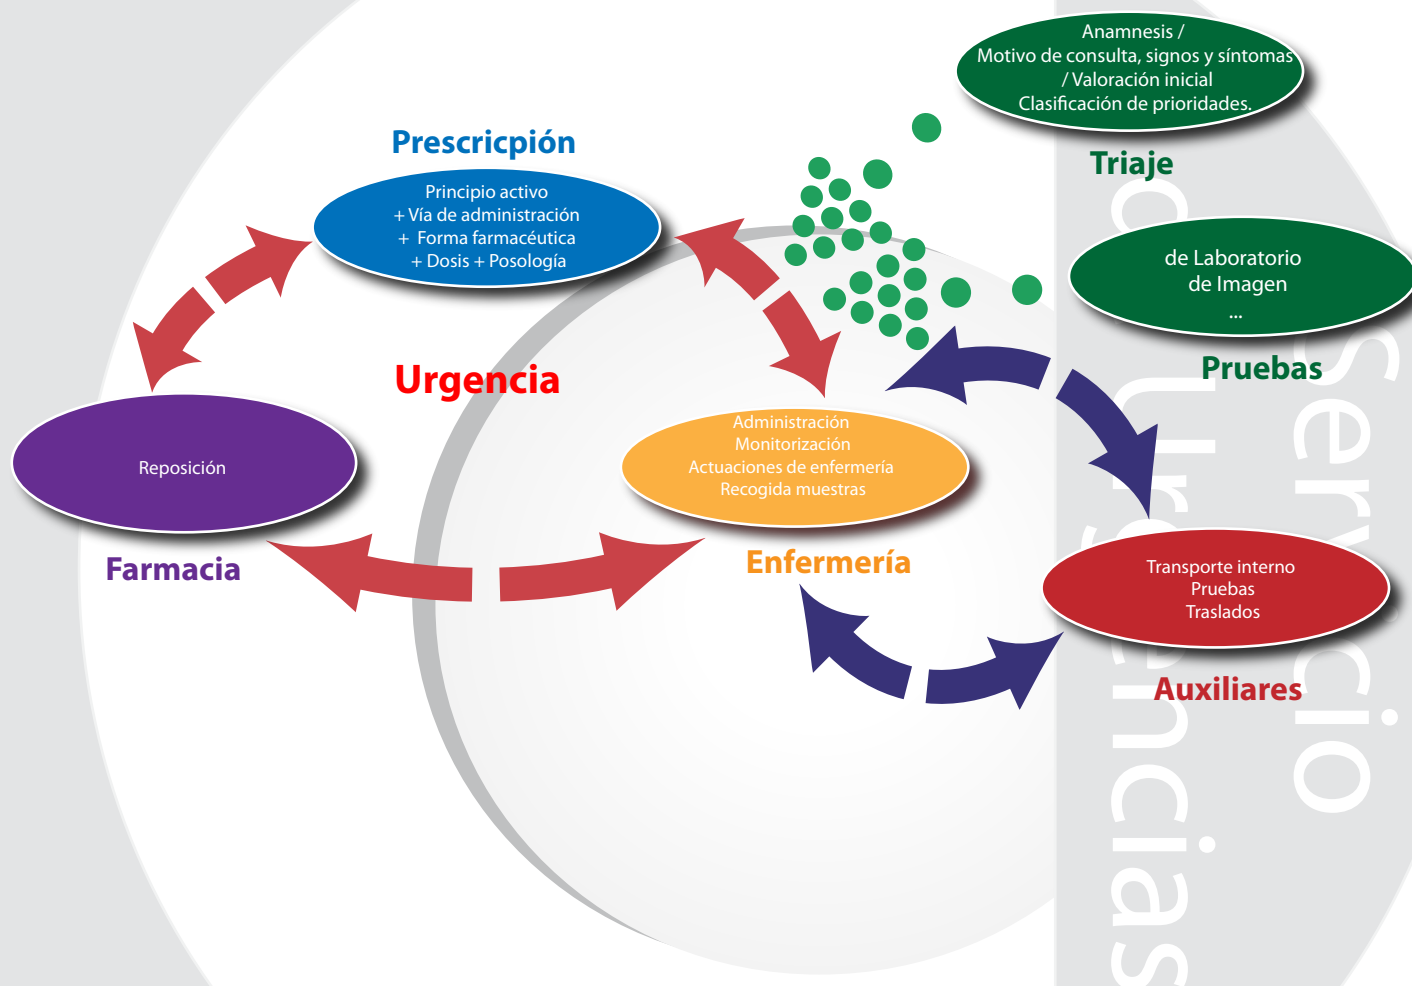 Anamnesis /
Motivo de consulta, signos y síntomas
/ Valoración inicial
Clasificación de prioridades.
Triaje
Prescricpión
Principio activo
+ Vía de administración
+ Forma farmacéutica
+ Dosis + Posología
de Laboratorio
de Imagen
...
Pruebas
Urgencia
Reposición
Farmacia
Administración
Monitorización
Actuaciones de enfermería
Recogida muestras
Enfermería
Transporte interno
Pruebas
Traslados
Auxiliares
Servicio
de Urgencias